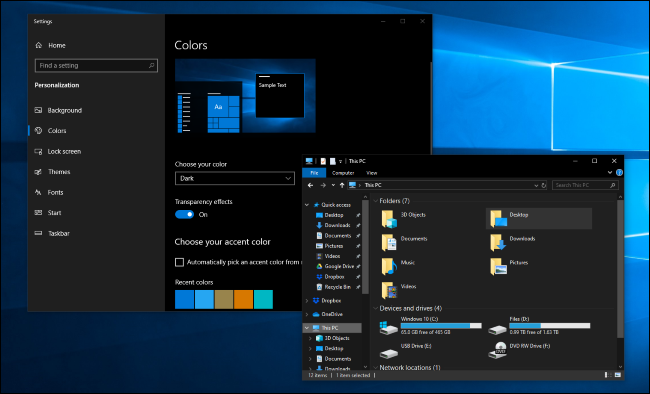 Settings
Home
Find a setting
Personalization
Background
Colors
Lock screen
Themes
Fonts
Start
Taskbar
Colors
Aa
Sample Text
Choose your color
Dark
Transparency effects
On
Choose your accent color
Automatically pick an accent color from
Recent colors
This PC
File
Computer
View
This PC
Search This PC
Quick access
Desktop
Downloads
Documents
Pictures
Videos
Google Drive
Dropbox
Recycle Bin
Dropbox
OneDrive
This PC
3D Objects
Desktop
Documents
Downloads
Folders (7)
3D Objects
Desktop
Documents
Downloads
Music
Pictures
Videos
Devices and drives (4)
Windows 10 (C:)
65.0 GB free of 465 GB
Files (D:)
0.99 TB free of 1.63 TB
USB Drive (E:)
DVD RW Drive (F:)
DVD
Network locations (1)
12 items
1 item selected